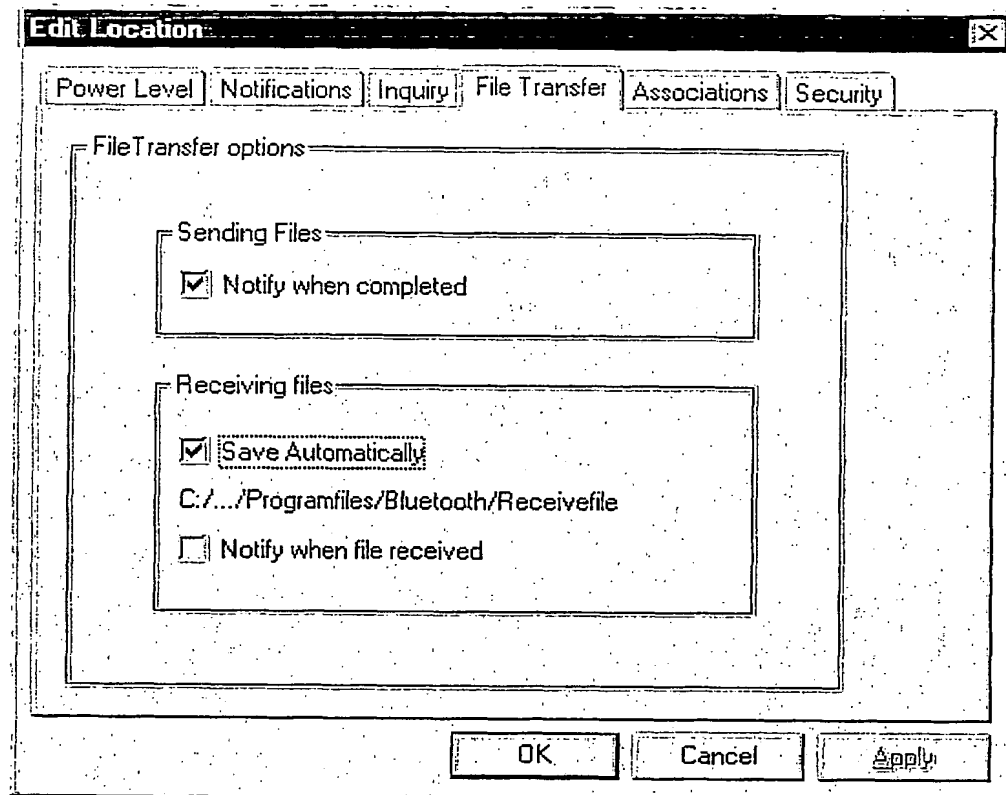 Edit Location
Power Level Notifications Inquiry File Transfer Associations Security
FileTransfer options
Sending Files
Notify when completed
Receiving files
Save Automatically
C:/.../Programfiles/Bluetooth/Receivefile
Notify when file received
OK Cancel Apply